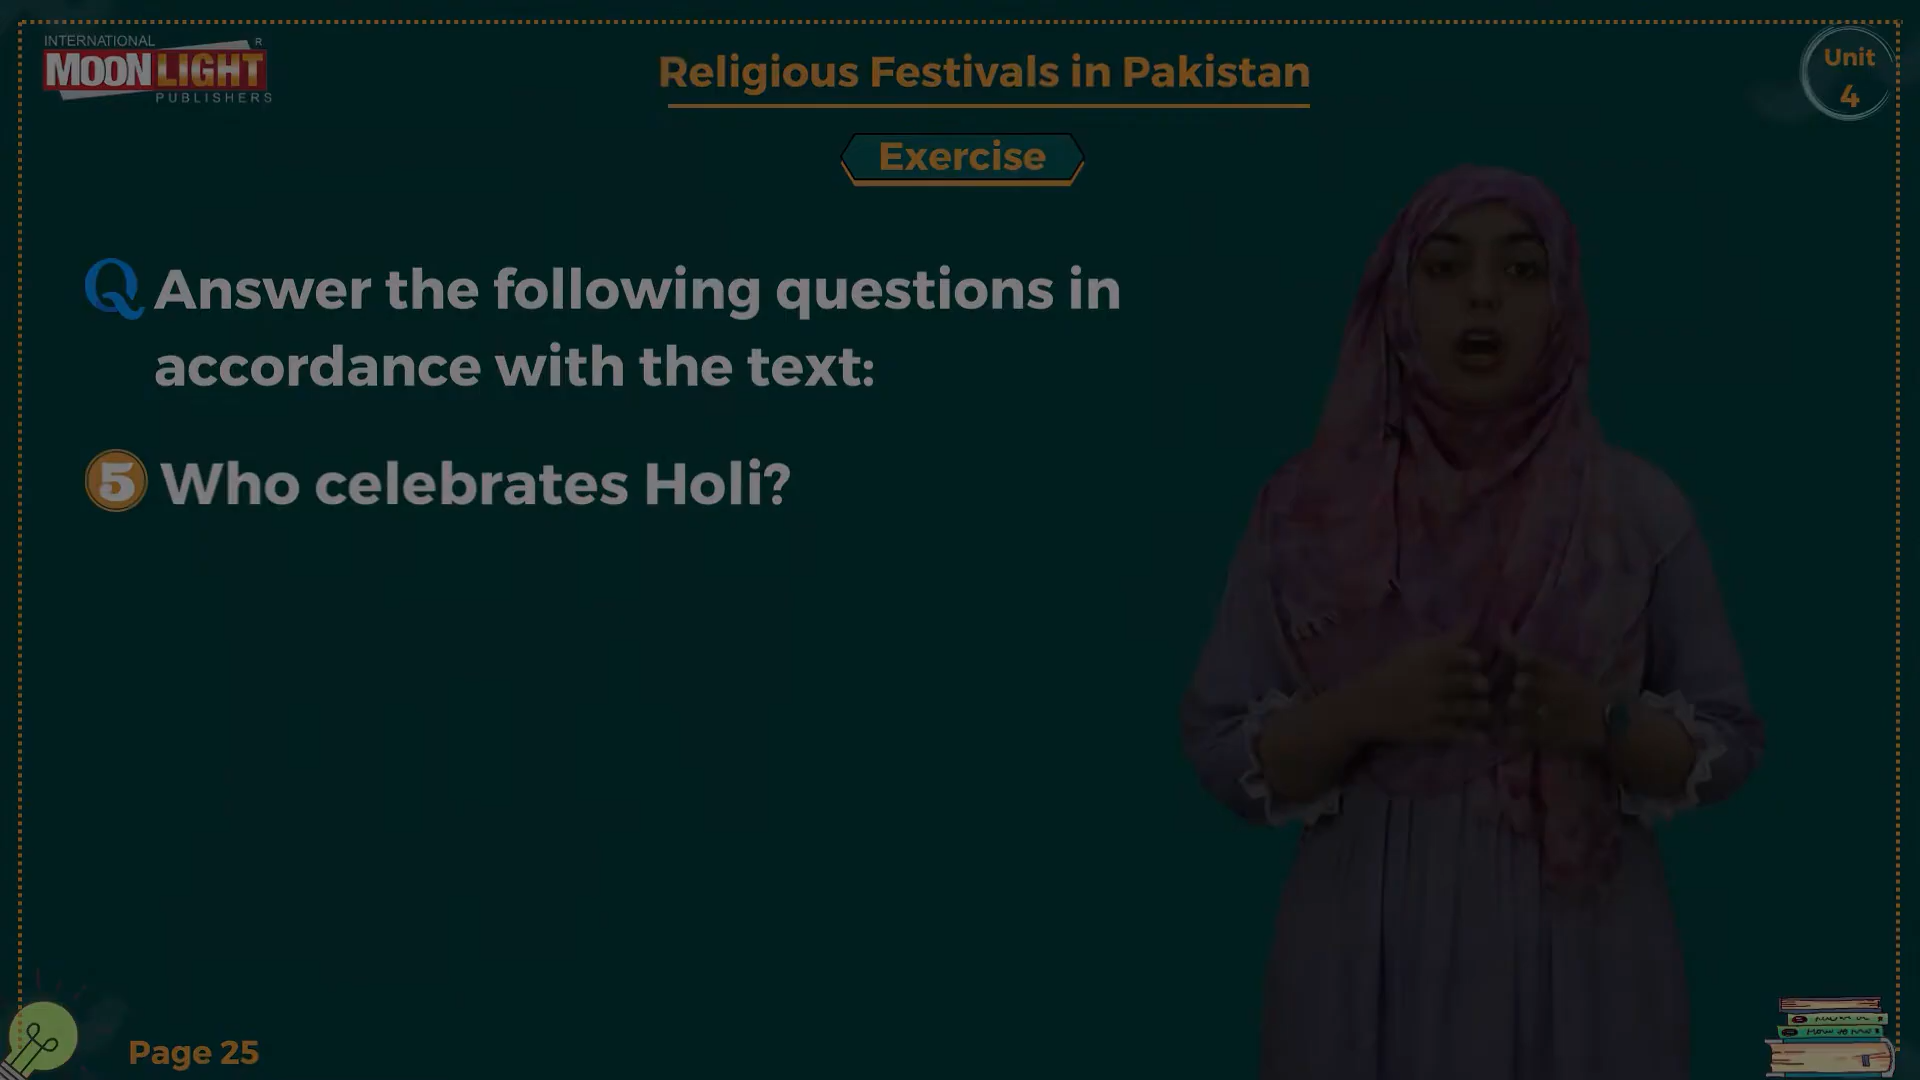 INTERNATIONAL
R
MOONLIGHT
PUBLISHERS
Religious Festivals in Pakistan
Unit
4
Exercise
Q Answer the following questions in
accordance with the text:
5 Who celebrates Holi?
Page 25